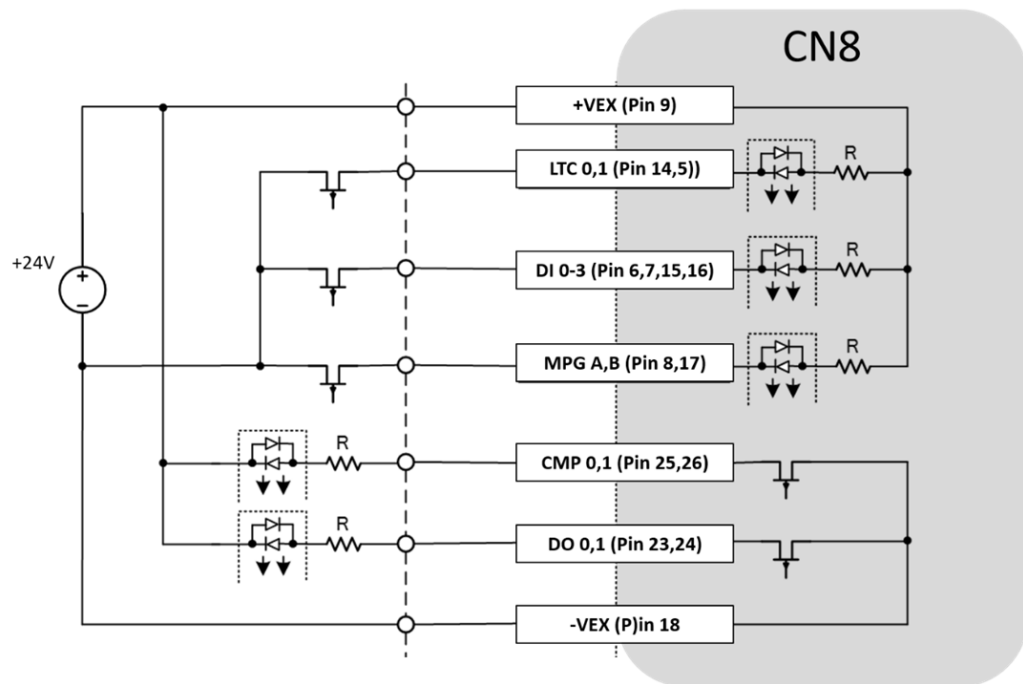 CN8
+VEX (Pin 9)
LTC 0,1 (Pin 14,5))
R
+24V
DI 0-3 (Pin 6,7,15,16)
R
MPG A,B (Pin 8,17)
R
R
CMP 0,1 (Pin 25,26)
R
DO 0,1 (Pin 23,24)
-VEX (P)in 18